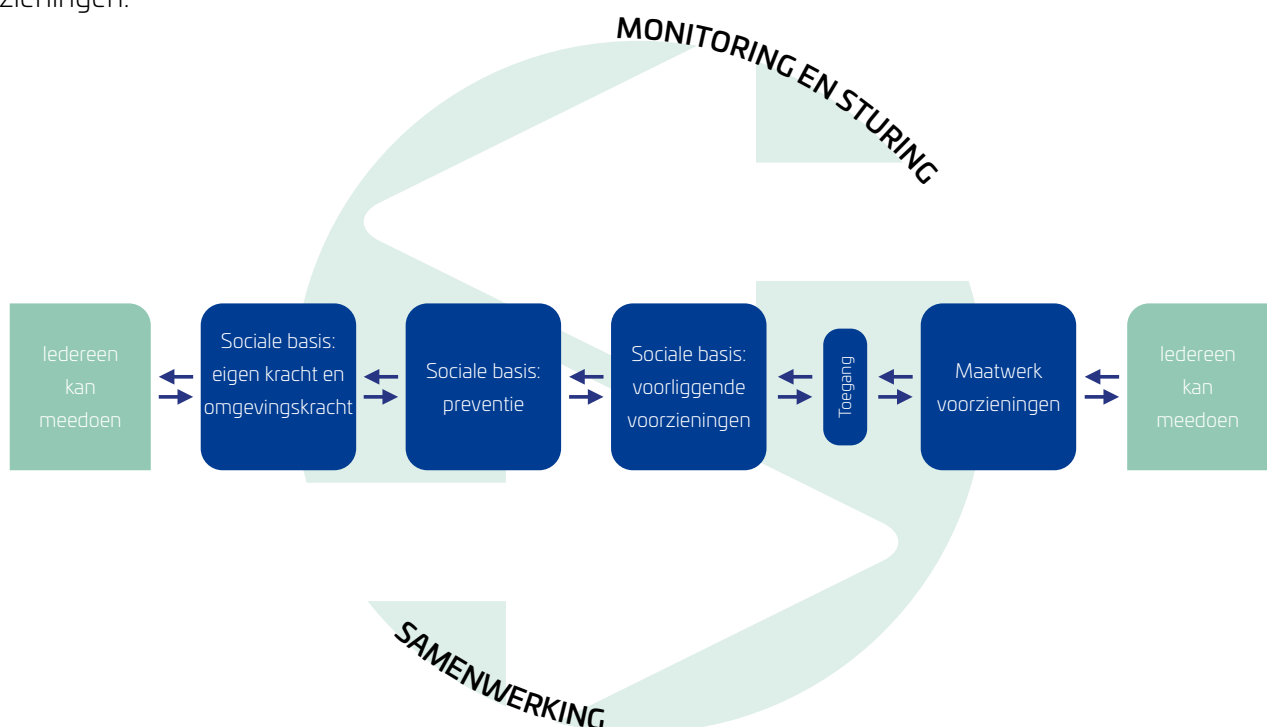 zieningen.
MONITORING EN STURING
Iedereen
kan
meedoen
Sociale basis:
eigen kracht en
omgevingskracht
Sociale basis:
preventie
Sociale basis:
voorliggende
voorzieningen
Toegang
Maatwerk
voorzieningen
Iedereen
kan
meedoen
SAMENWERKING